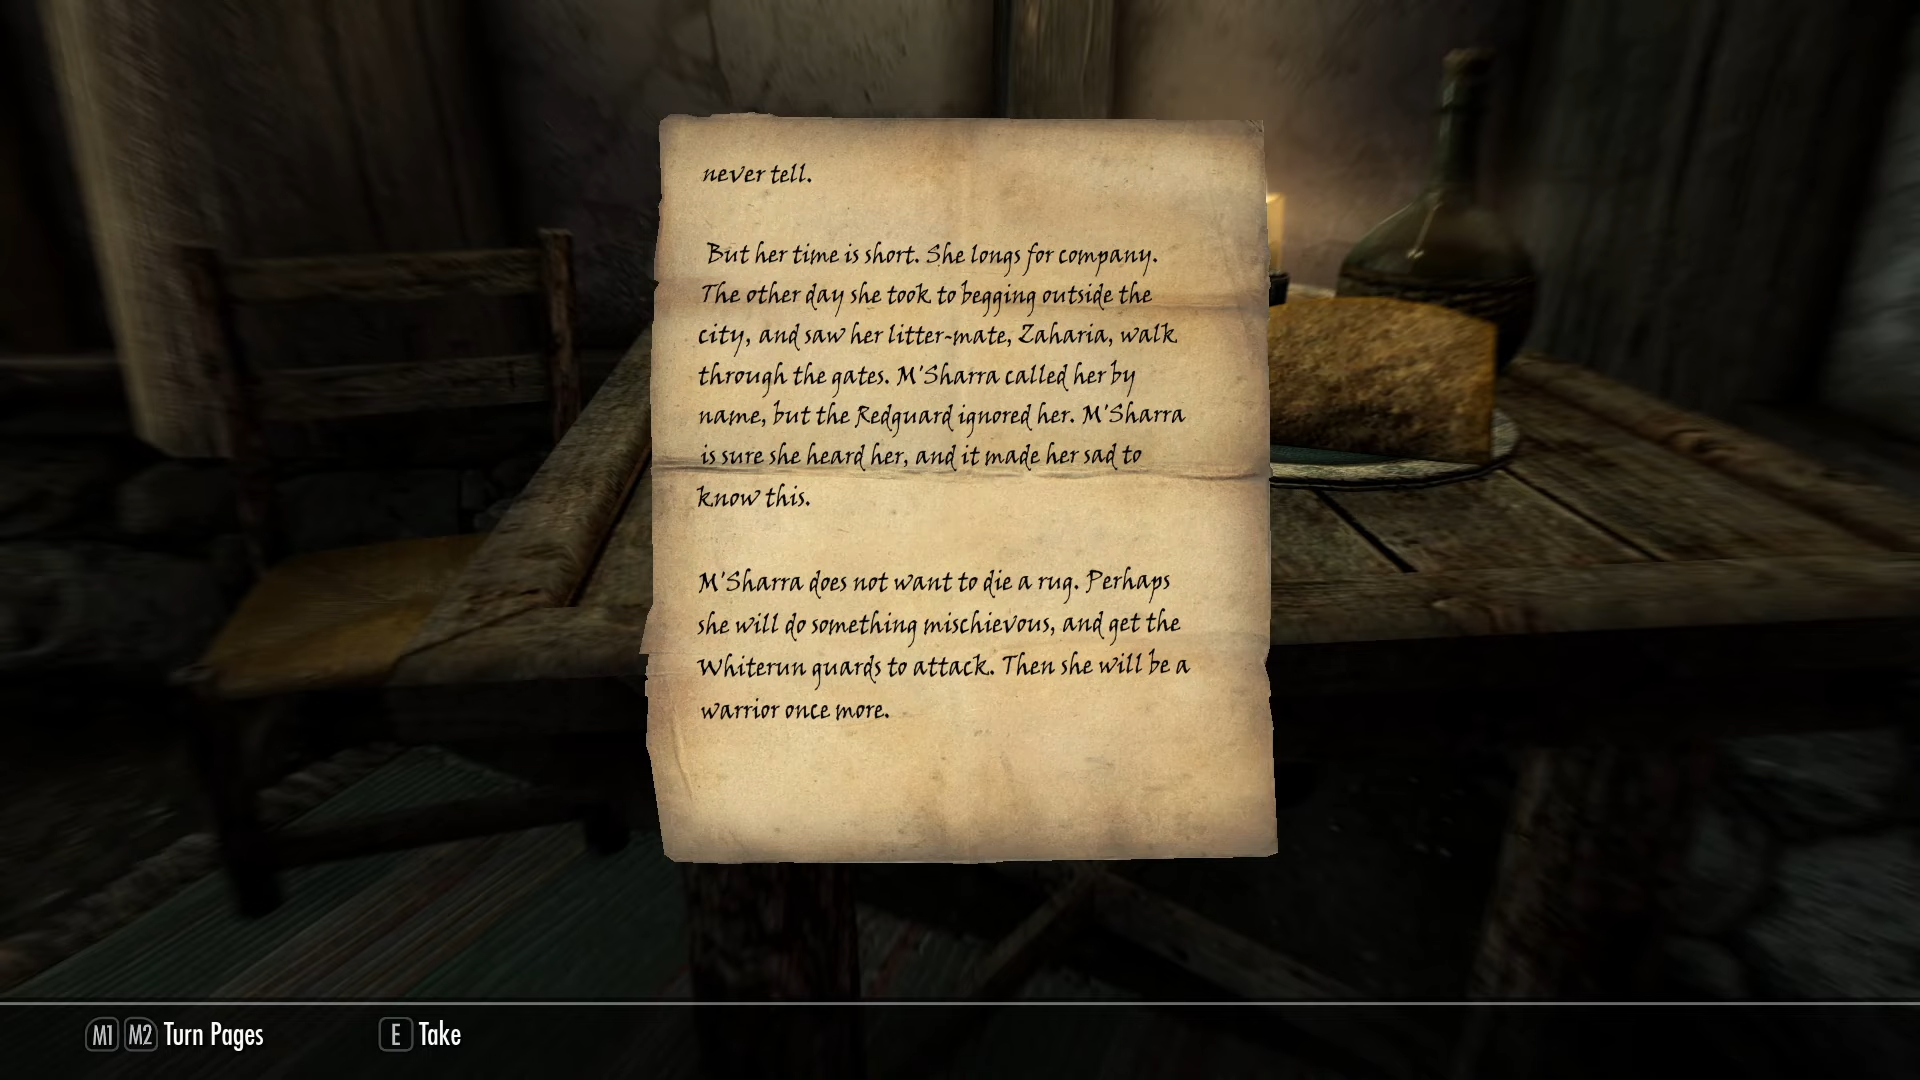 never tell.
But her time is short. She longs for company.
The other day she took to begging outside the
city, and saw her litter-mate, Zaharia, walk
through the gates. M'Sharra called her by
name, but the Redguard ignored her. M'Sharra
is sure she heard her, and it made her sad to
know this.
M'Sharra does not want to die a rug. Perhaps
she will do something mischievous, and get the
Whiterun guards to attack. Then she will be a
warrior once more.
M1 M2 Turn Pages E Take